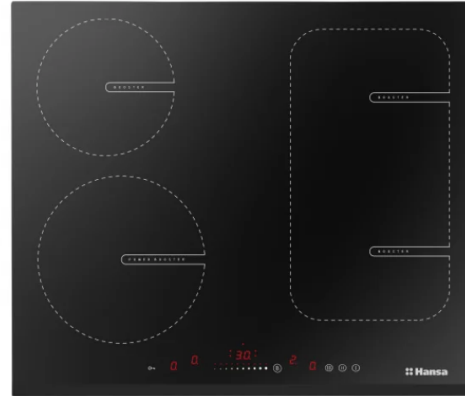 BOOSTER
BOOSTER
POWER BOOSTER
BOOSTER
0. 0. 30. 2. 0
B
Hansa